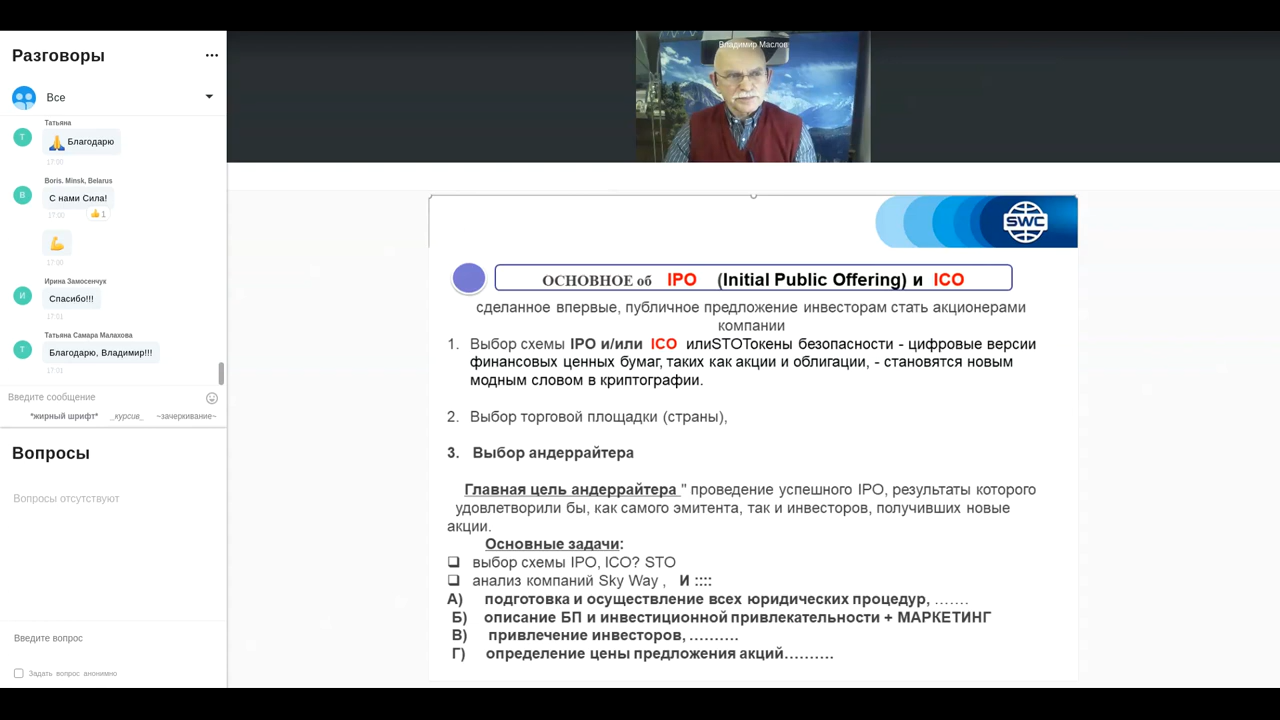 Разговоры
Все
Татьяна
🙏 Благодарю
17:00
Boris. Minsk, Belarus
С нами Сила!
17:00
👍 1
💪
17:00
Ирина Замосенчук
Спасибо!!!
17:01
Татьяна Самара Малахова
Благодарю, Владимир!!!
17:01
Введите сообщение
*жирный шрифт* _курсив_ ~зачеркивание~
Вопросы
Вопросы отсутствуют
Введите вопрос
Задать вопрос анонимно
Владимир Маслов
SWC
ОСНОВНОЕ об IPO (Initial Public Offering) и ICO
сделанное впервые, публичное предложение инвесторам стать акционерами
компании
1. Выбор схемы IPO и/или ICO илиSTOТокены безопасности - цифровые версии
финансовых ценных бумаг, таких как акции и облигации, - становятся новым
модным словом в криптографии.
2. Выбор торговой площадки (страны),
3. Выбор андеррайтера
Главная цель андеррайтера " проведение успешного IPO, результаты которого
удовлетворили бы, как самого эмитента, так и инвесторов, получивших новые
акции.
Основные задачи:
❑ выбор схемы IPO, ICO? STO
❑ анализ компаний Sky Way , И ::::
А) подготовка и осуществление всех юридических процедур, …….
Б) описание БП и инвестиционной привлекательности + МАРКЕТИНГ
В) привлечение инвесторов, ……….
Г) определение цены предложения акций……….